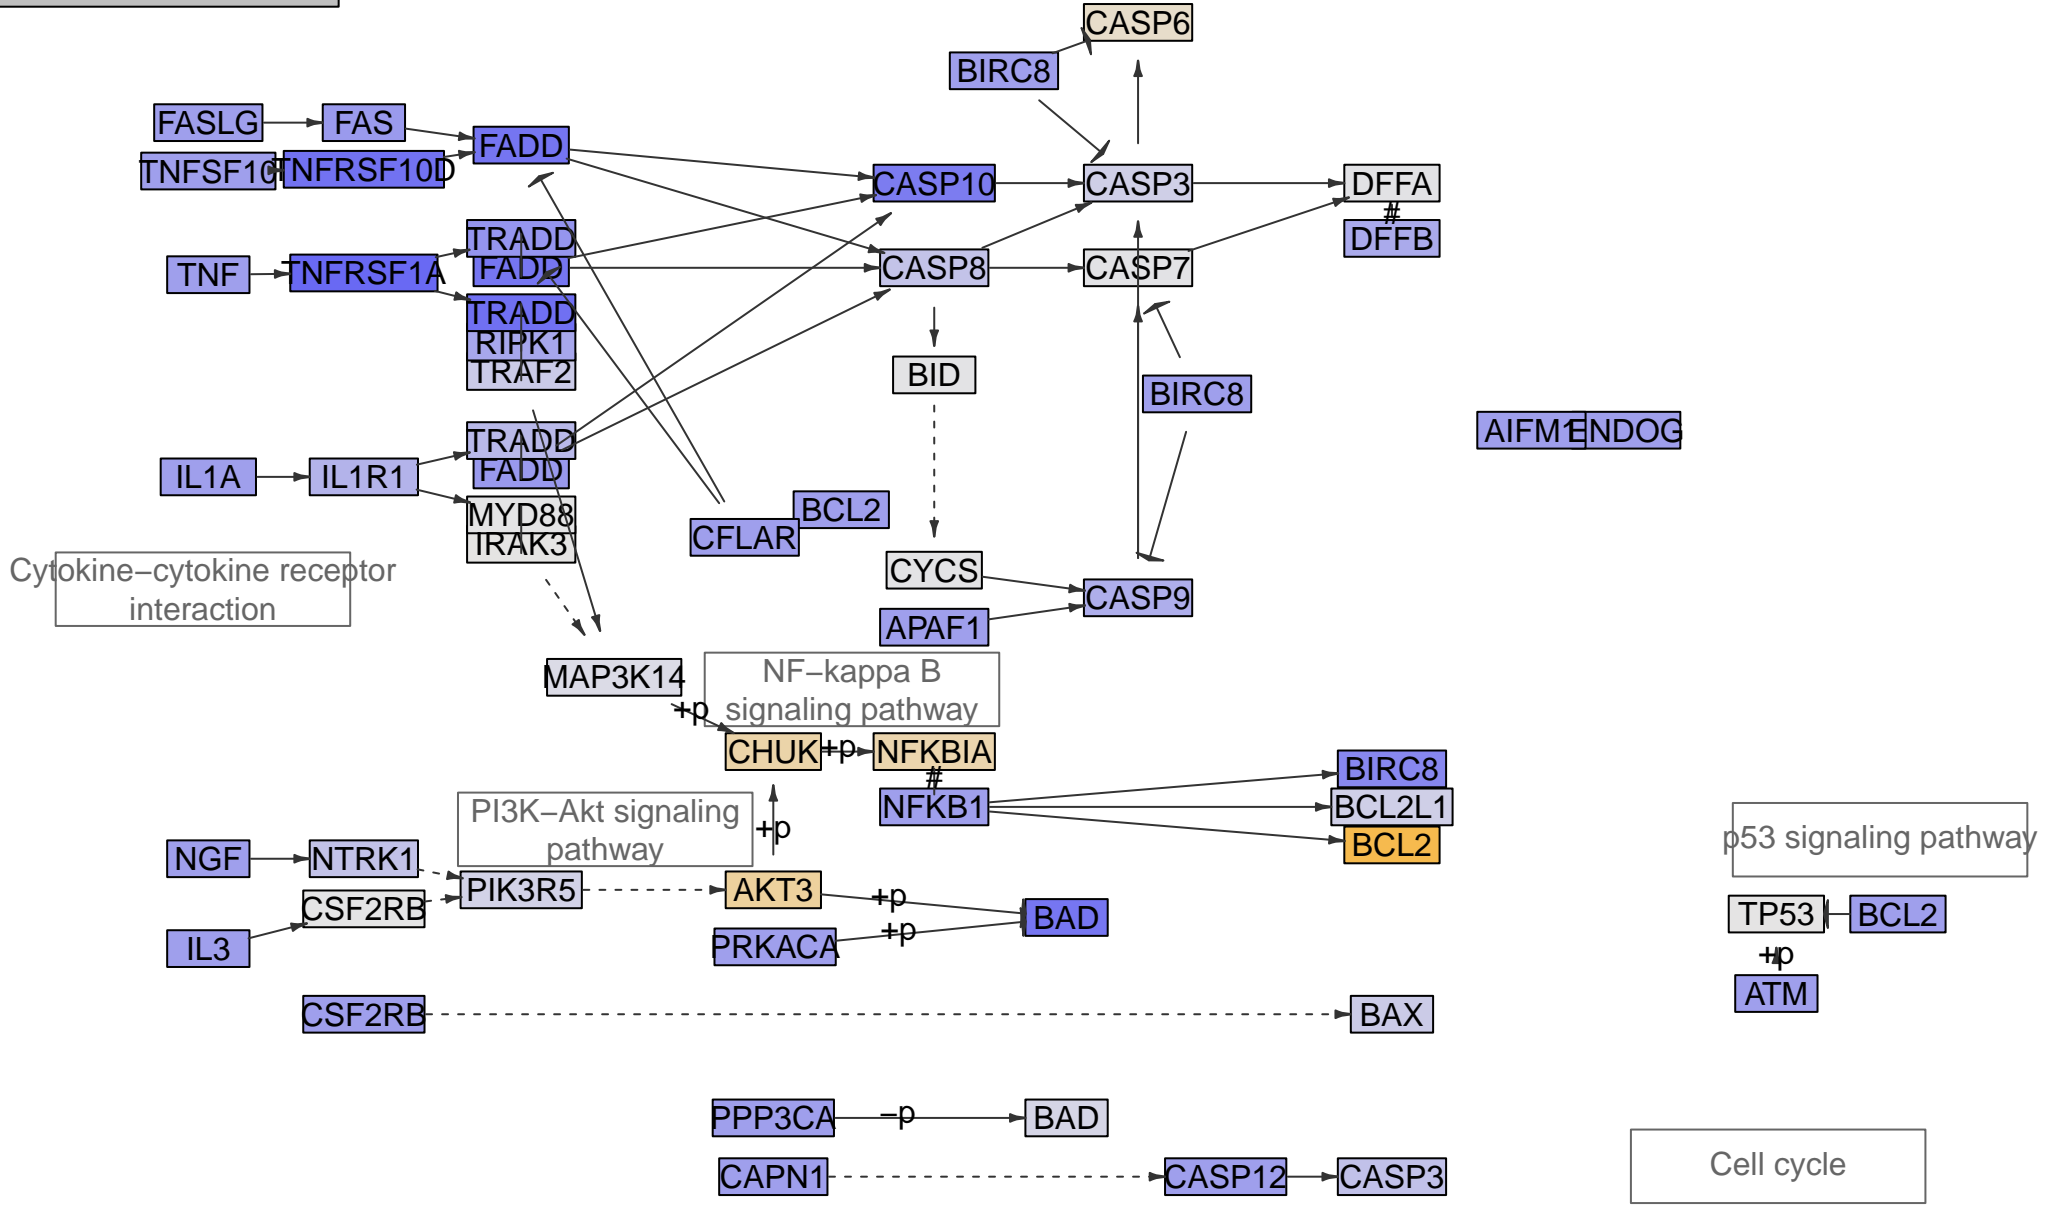 CASP6
BIRC8
FASLG
FAS
FADD
TNFSF10
TNFRSF10D
CASP10
CASP3
DFFA
#
DFFB
TRADD
FADD
TNF
TNFRSF1A
CASP8
CASP7
TRADD
RIPK1
TRAF2
BID
BIRC8
AIFM1
ENDOG
TRADD
FADD
IL1A
IL1R1
MYD88
IRAK3
BCL2
CFLAR
Cytokine–cytokine receptor
interaction
CYCS
CASP9
APAF1
MAP3K14
NF–kappa B
signaling pathway
+p
CHUK
+p
NFKBIA
#
NFKB1
BIRC8
BCL2L1
BCL2
PI3K–Akt signaling
pathway
+p
p53 signaling pathway
NGF
NTRK1
PIK3R5
AKT3
+p
CSF2RB
BAD
TP53
BCL2
IL3
PRKACA
+p
+p
ATM
CSF2RB
BAX
PPP3CA
–p
BAD
CAPN1
CASP12
CASP3
Cell cycle